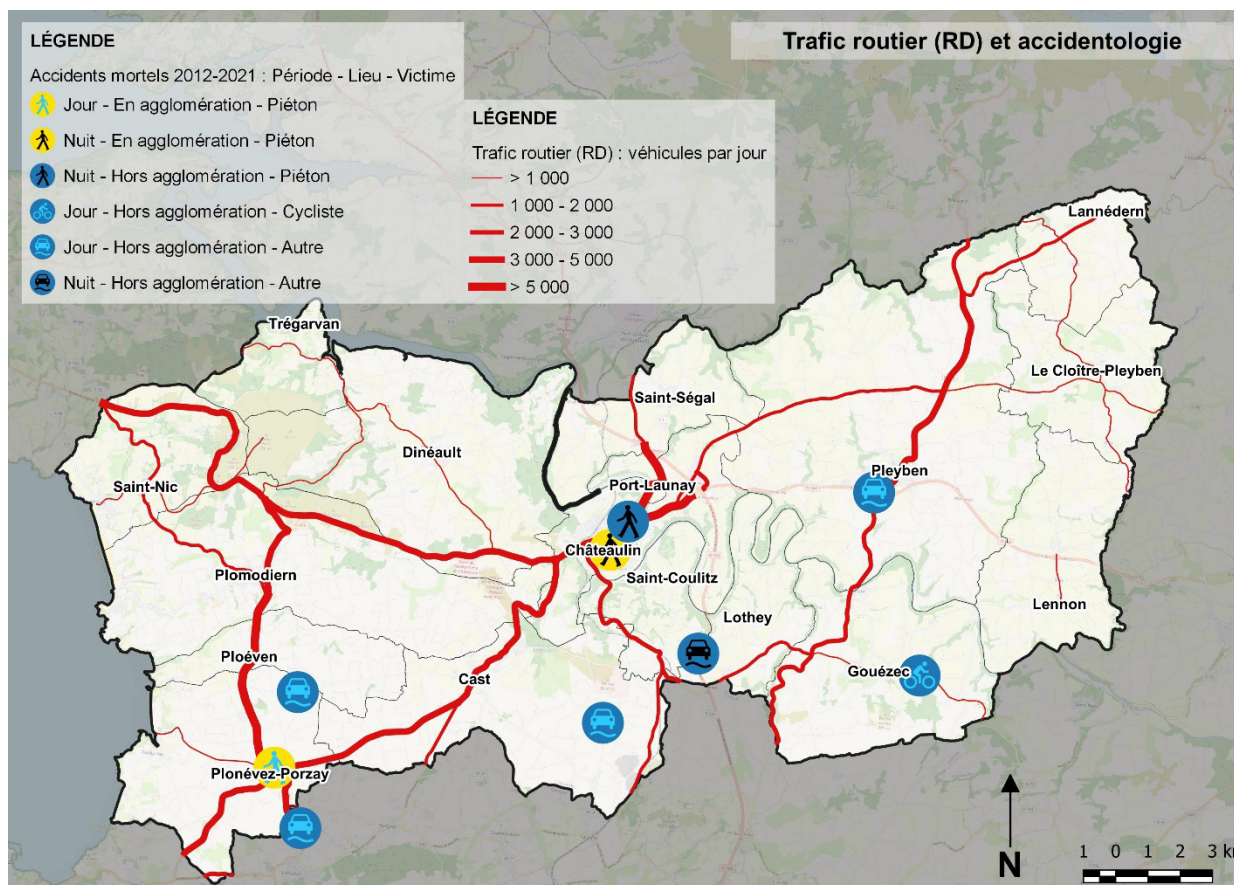 Trafic routier (RD) et accidentologie
LÉGENDE
Accidents mortels 2012-2021 : Période - Lieu - Victime
Jour - En agglomération - Piéton
Nuit - En agglomération - Piéton
Nuit - Hors agglomération - Piéton
Jour - Hors agglomération - Cycliste
Jour - Hors agglomération - Autre
Nuit - Hors agglomération - Autre
LÉGENDE
Trafic routier (RD) : véhicules par jour
> 1 000
1 000 - 2 000
2 000 - 3 000
3 000 - 5 000
> 5 000
Lannédern
Trégarvan
Le Cloître-Pleyben
Saint-Ségal
Dinéault
Pleyben
Saint-Nic
Port-Launay
Châteaulin
Plomodiern
Saint-Coulitz
Lennon
Lothey
Ploéven
Gouézec
Cast
Plonévez-Porzay
N
1 0 1 2 3 km